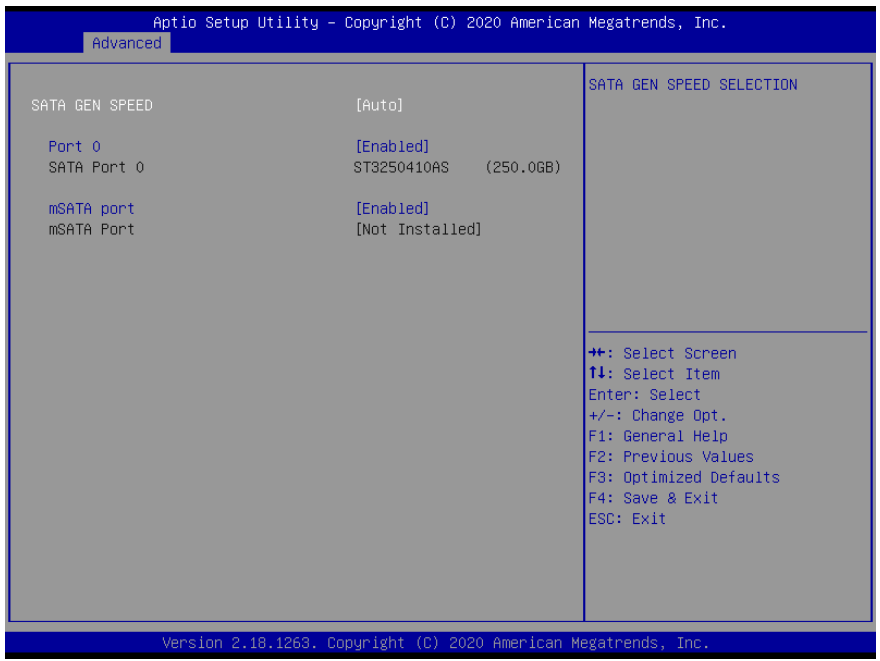 Aptio Setup Utility – Copyright (C) 2020 American Megatrends, Inc.
Advanced
SATA GEN SPEED [Auto]
Port 0 [Enabled]
SATA Port 0 ST3250410AS (250.0GB)
mSATA port [Enabled]
mSATA Port [Not Installed]
SATA GEN SPEED SELECTION
→←: Select Screen
↑↓: Select Item
Enter: Select
+/-: Change Opt.
F1: General Help
F2: Previous Values
F3: Optimized Defaults
F4: Save & Exit
ESC: Exit
Version 2.18.1263. Copyright (C) 2020 American Megatrends, Inc.